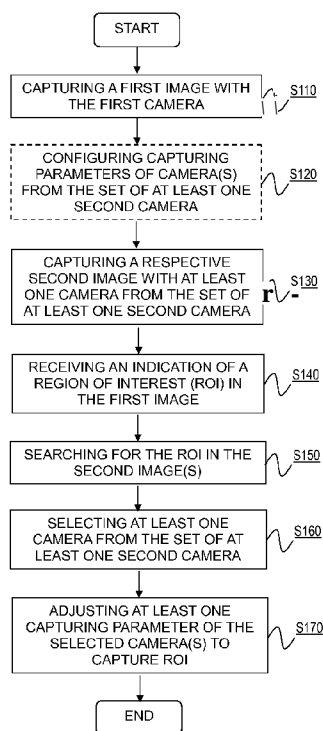 START
CAPTURING A FIRST IMAGE WITH
THE FIRST CAMERA
S110
CONFIGURING CAPTURING
PARAMETERS OF CAMERA(S)
FROM THE SET OF AT LEAST ONE
SECOND CAMERA
S120
CAPTURING A RESPECTIVE
SECOND IMAGE WITH AT LEAST
ONE CAMERA FROM THE SET OF
AT LEAST ONE SECOND CAMERA
r -
S130
RECEIVING AN INDICATION OF A
REGION OF INTEREST (ROI) IN
THE FIRST IMAGE
S140
SEARCHING FOR THE ROI IN THE
SECOND IMAGE(S)
S150
SELECTING AT LEAST ONE
CAMERA FROM THE SET OF AT
LEAST ONE SECOND CAMERA
S160
ADJUSTING AT LEAST ONE
CAPTURING PARAMETER OF THE
SELECTED CAMERA(S) TO
CAPTURE ROI
S170
END